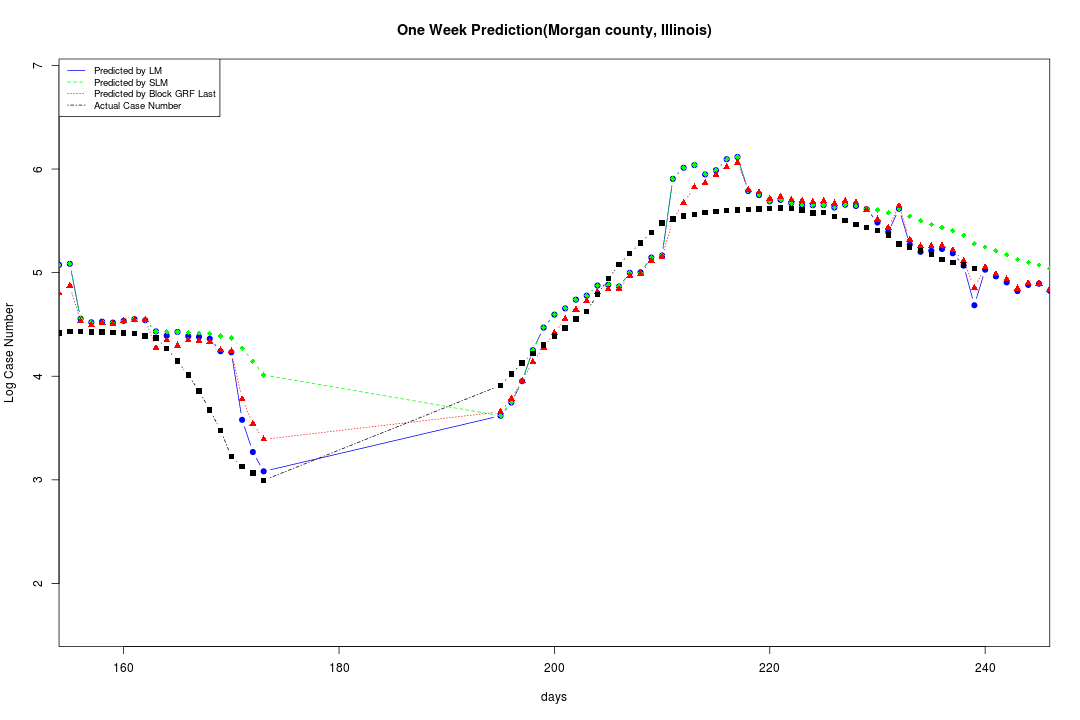 One Week Prediction(Morgan county, Illinois)
7
Predicted by LM
Predicted by SLM
Predicted by Block GRF Last
Actual Case Number
6
5
4
3
2
Log Case Number
160
180
200
220
240
days